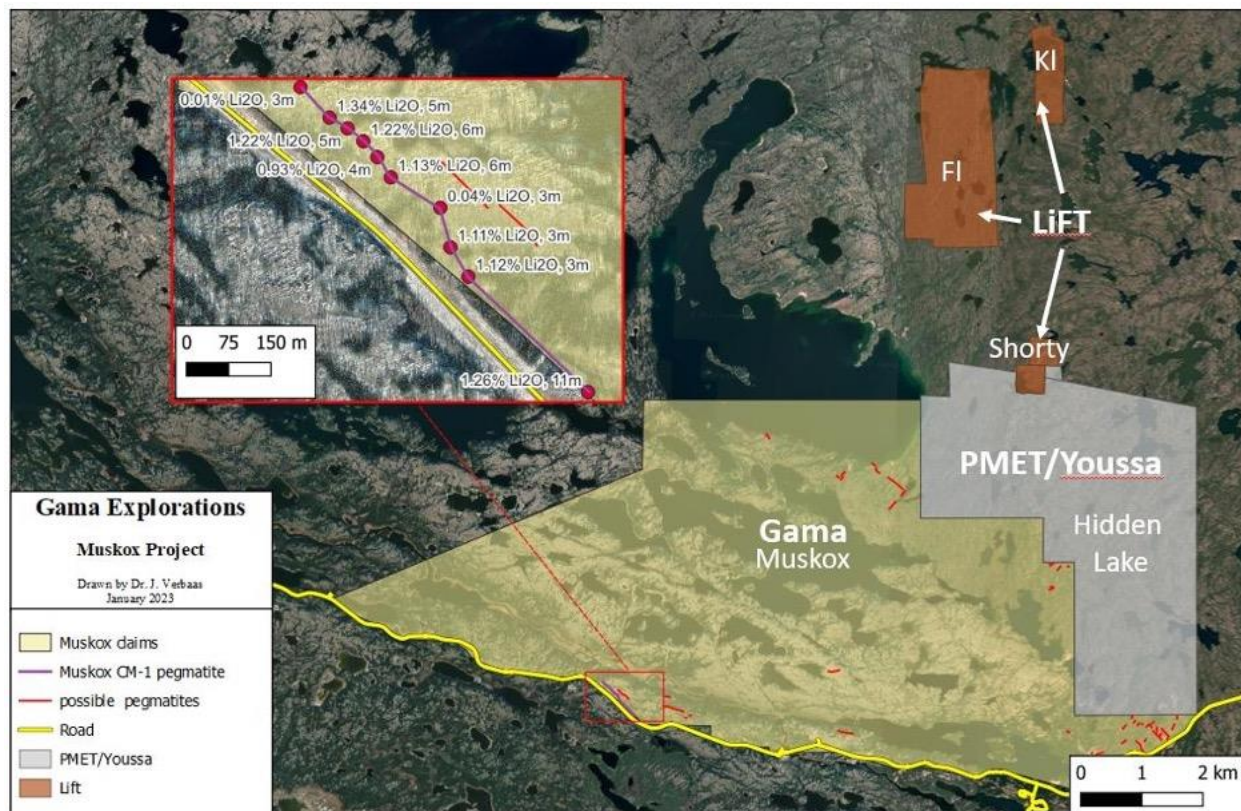 0.01% Li2O, 3m
1.34% Li2O, 5m
1.22% Li2O, 6m
1.22% Li2O, 5m
1.13% Li2O, 6m
0.93% Li2O, 4m
0.04% Li2O, 3m
1.11% Li2O, 3m
1.12% Li2O, 3m
1.26% Li2O, 11m
0 75 150 m
Kl
Fl
LiFT
Shorty
PMET/Youssa
Hidden
Lake
Gama
Muskox
Gama Explorations
Muskox Project
Drawn by Dr. J. Verbaas
January 2023
Muskox claims
Muskox CM-1 pegmatite
possible pegmatites
Road
PMET/Youssa
Lift
0 1 2 km